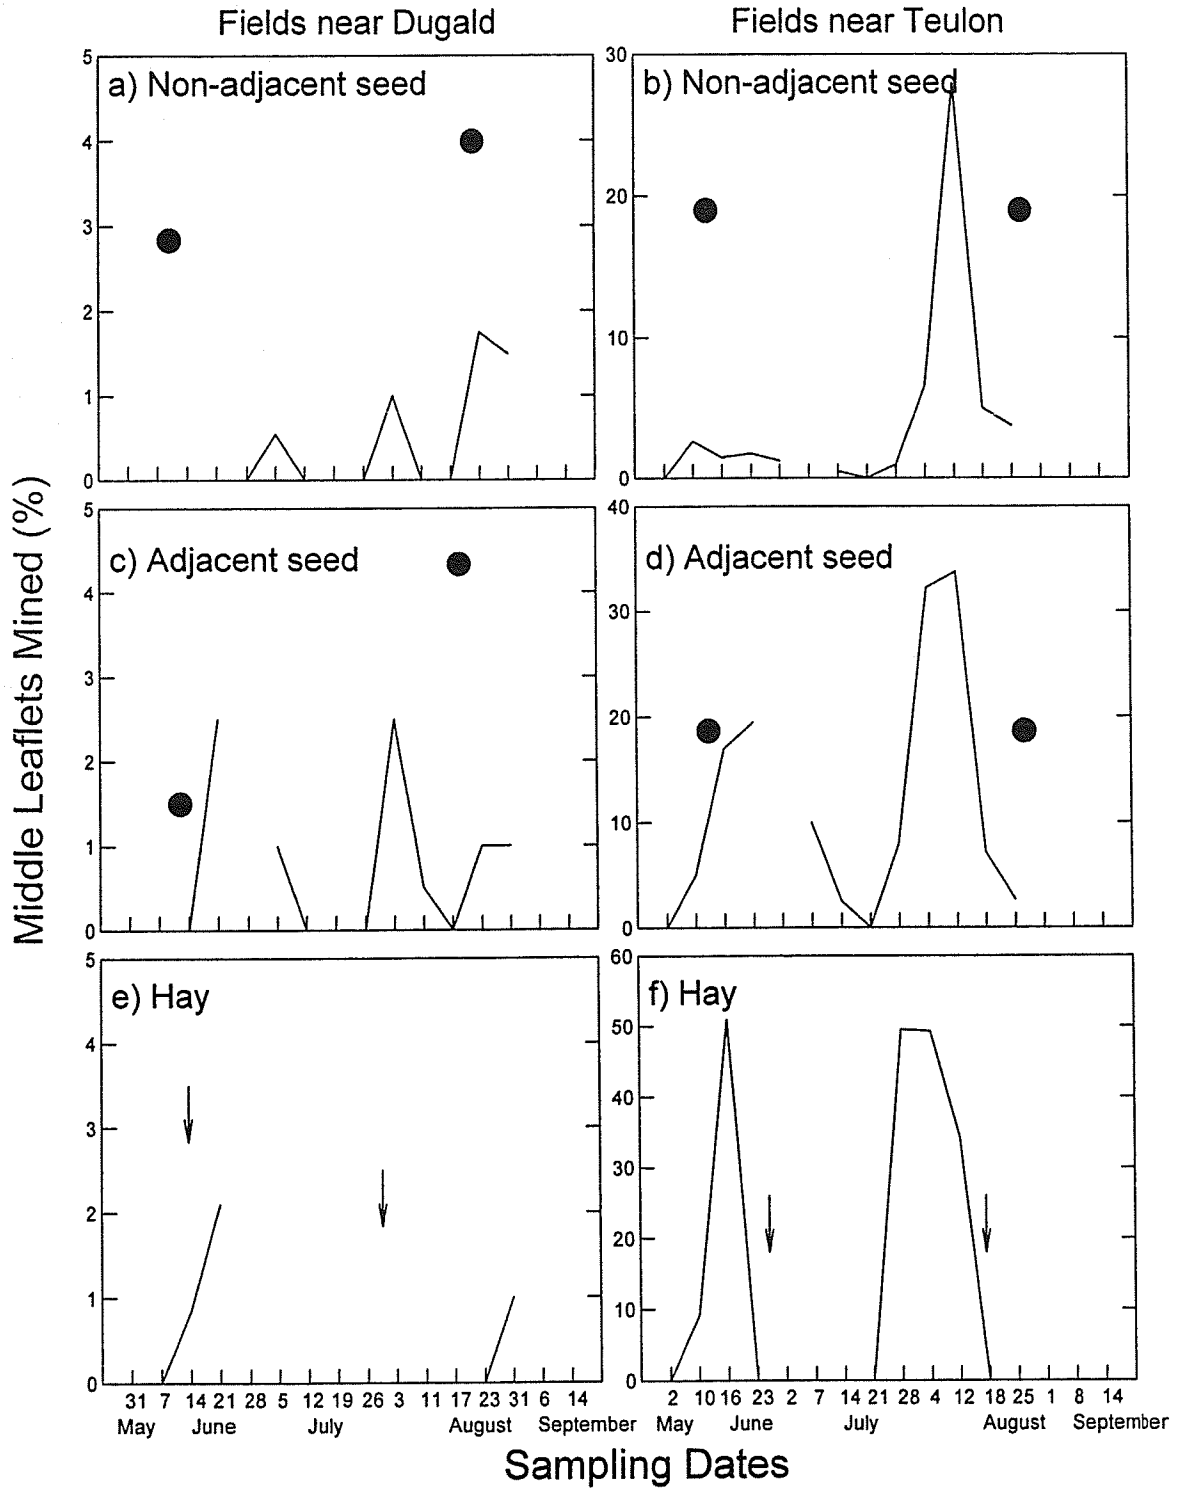 Fields near Dugald
Fields near Teulon
Middle Leaflets Mined (%)
a) Non-adjacent seed
5
4
3
2
1
0
b) Non-adjacent seed
30
20
10
0
c) Adjacent seed
5
4
3
2
1
0
d) Adjacent seed
40
30
20
10
0
e) Hay
5
4
3
2
1
0
f) Hay
60
50
40
30
20
10
0
31 7 14 21 28 5 12 19 26 3 11 17 23 31 6 14
May June July August September
2 10 16 23 2 7 14 21 28 4 12 18 25 1 8 14
May June July August September
Sampling Dates